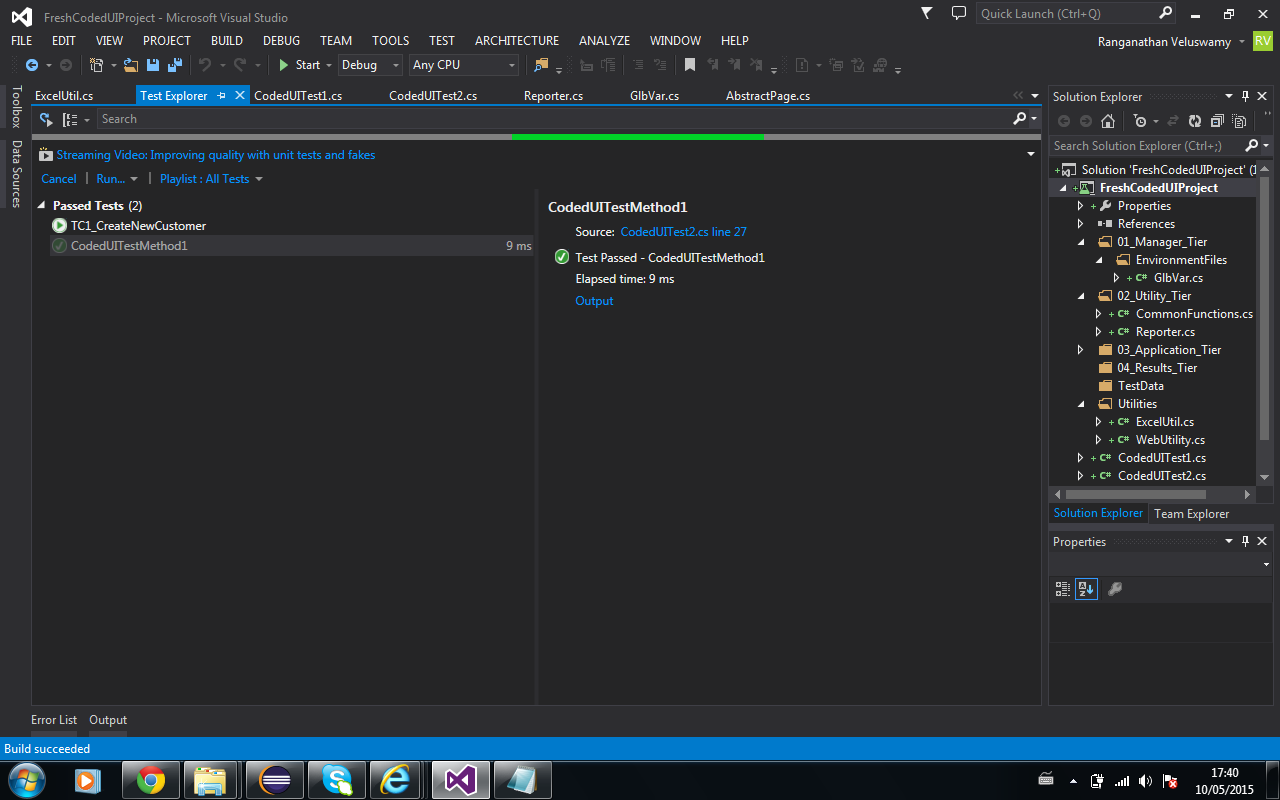 FreshCodedUIProject - Microsoft Visual Studio
Quick Launch (Ctrl+Q)
FILE EDIT VIEW PROJECT BUILD DEBUG TEAM TOOLS TEST ARCHITECTURE ANALYZE WINDOW HELP
Ranganathan Veluswamy RV
Start Debug Any CPU
Toolbox
Data Sources
ExcelUtil.cs Test Explorer CodedUITest1.cs CodedUITest2.cs Reporter.cs GlbVar.cs AbstractPage.cs
Search
Streaming Video: Improving quality with unit tests and fakes
Cancel Run... Playlist : All Tests
Passed Tests (2)
TC1_CreateNewCustomer
CodedUITestMethod1 9 ms
CodedUITestMethod1
Source: CodedUITest2.cs line 27
Test Passed - CodedUITestMethod1
Elapsed time: 9 ms
Output
Solution Explorer
Search Solution Explorer (Ctrl+;)
Solution 'FreshCodedUIProject' (1
FreshCodedUIProject
Properties
References
01_Manager_Tier
EnvironmentFiles
C# GlbVar.cs
02_Utility_Tier
C# CommonFunctions.cs
C# Reporter.cs
03_Application_Tier
04_Results_Tier
TestData
Utilities
C# ExcelUtil.cs
C# WebUtility.cs
C# CodedUITest1.cs
C# CodedUITest2.cs
Solution Explorer Team Explorer
Properties
Error List Output
Build succeeded
17:40
10/05/2015